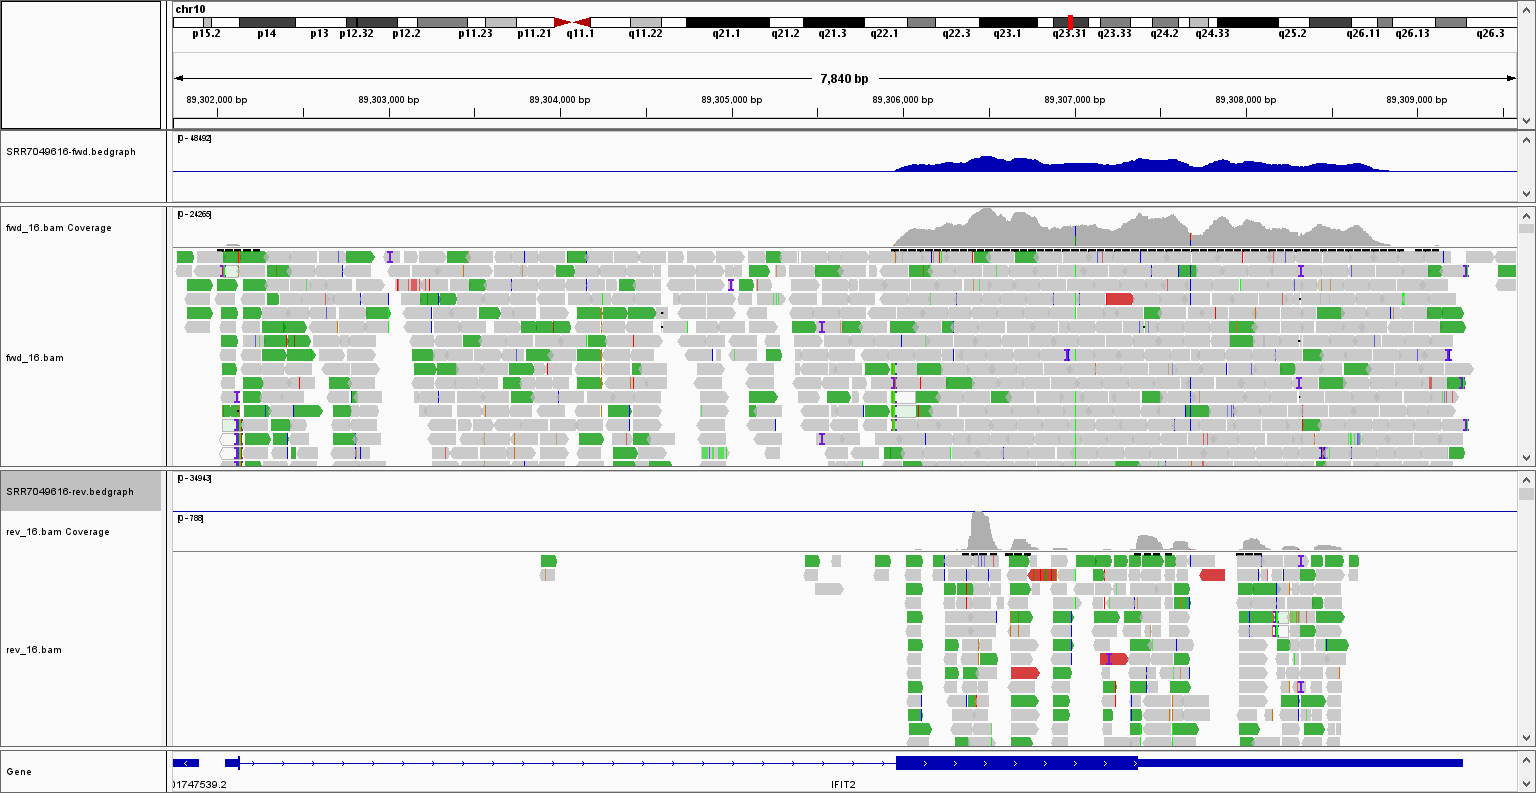 chr10
p15.2 p14 p13 p12.32 p12.2 p11.23 p11.21 q11.1 q11.22 q21.1 q21.2 q21.3 q22.1 q22.3 q23.1 q23.31 q23.33 q24.2 q24.33 q25.2 q26.11 q26.13 q26.3
7,840 bp
89,302,000 bp 89,303,000 bp 89,304,000 bp 89,305,000 bp 89,306,000 bp 89,307,000 bp 89,308,000 bp 89,309,000 bp
[0 - 48492]
SRR7049616-fwd.bedgraph
[0 - 24265]
fwd_16.bam Coverage
fwd_16.bam
[0 - 34943]
SRR7049616-rev.bedgraph
[0 - 788]
rev_16.bam Coverage
rev_16.bam
Gene
01747539.2 IFIT2